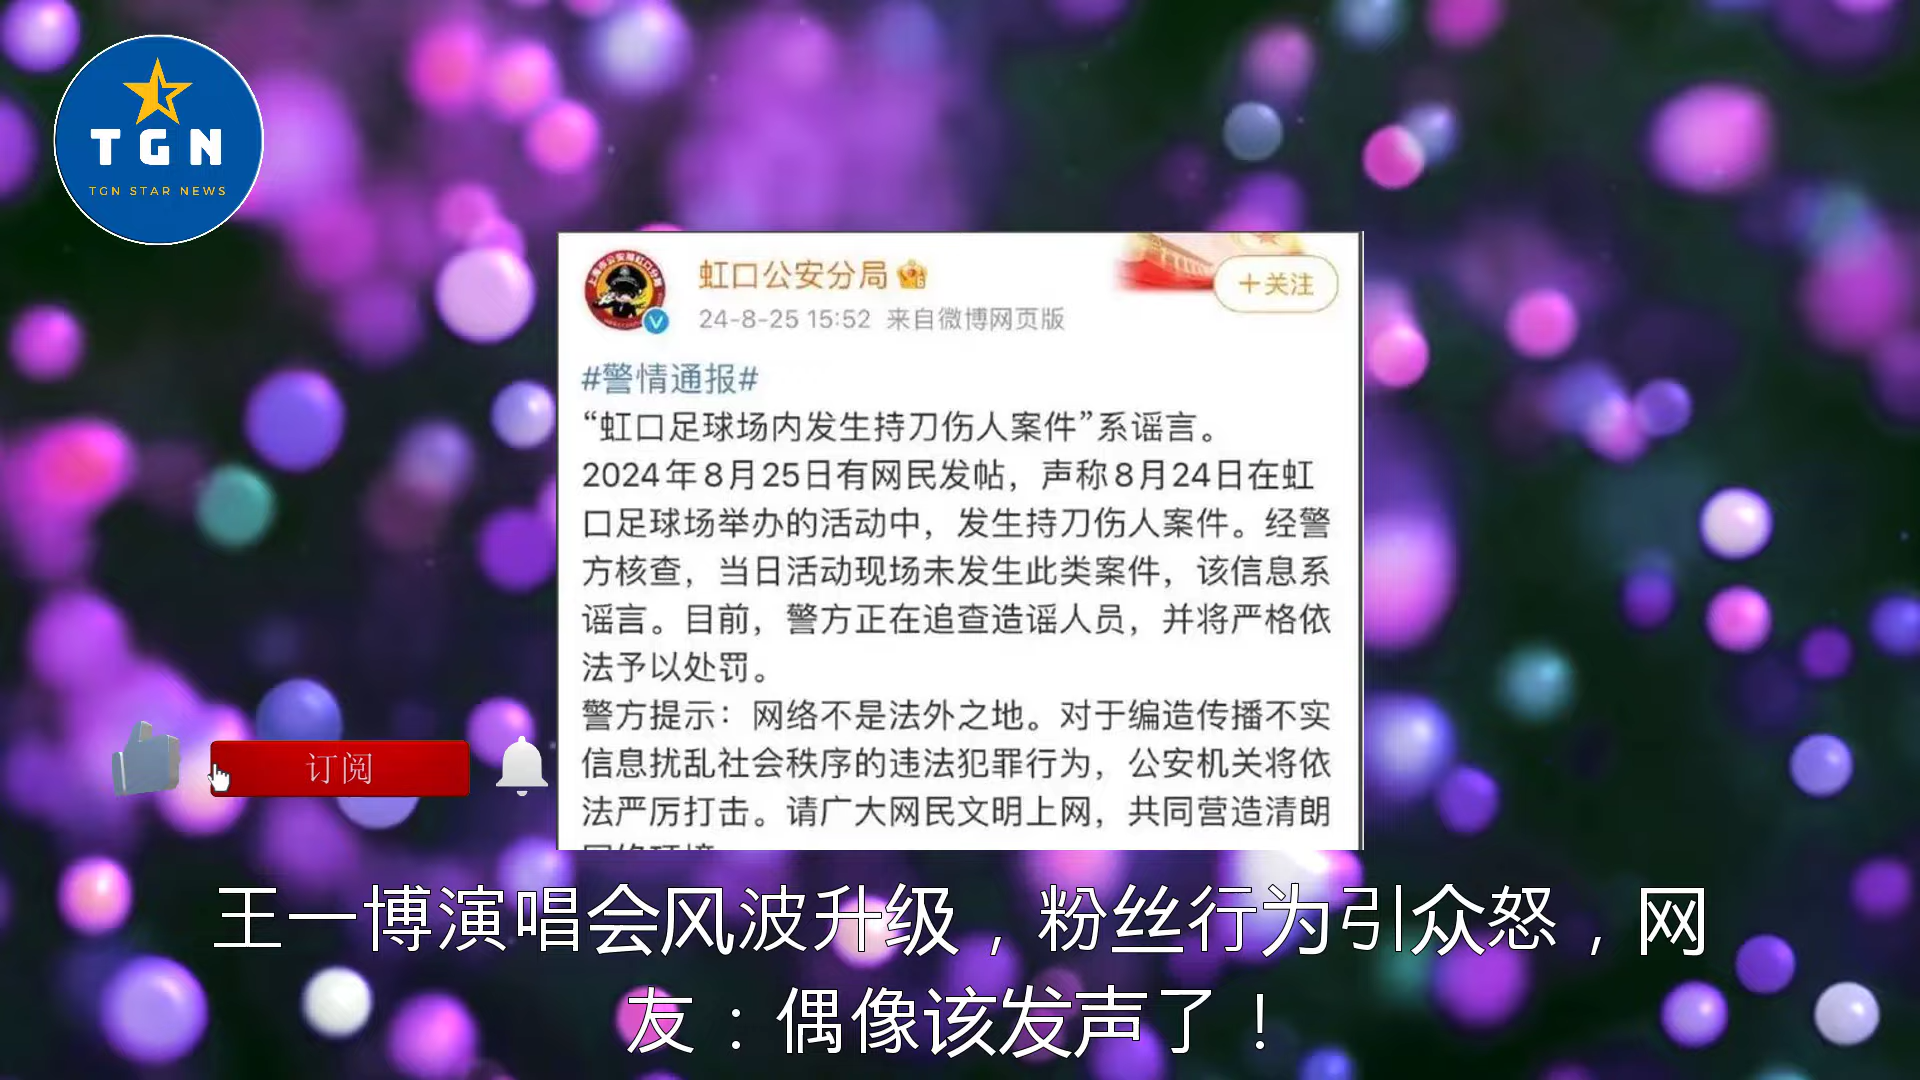 TGN
TGN STAR NEWS
虹口公安分局
24-8-25 15:52 来自微博网页版
+关注
#警情通报#
“虹口足球场内发生持刀伤人案件”系谣言。
2024年8月25日有网民发帖，声称8月24日在虹
口足球场举办的活动中，发生持刀伤人案件。经警
方核查，当日活动现场未发生此类案件，该信息系
谣言。目前，警方正在追查造谣人员，并将严格依
法予以处罚。
警方提示：网络不是法外之地。对于编造传播不实
信息扰乱社会秩序的违法犯罪行为，公安机关将依
法严厉打击。请广大网民文明上网，共同营造清朗
订阅
王一博演唱会风波升级，粉丝行为引众怒，网
友：偶像该发声了！